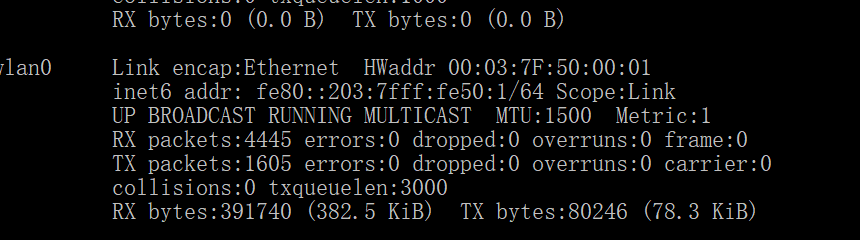 RX bytes:0 (0.0 B)  TX bytes:0 (0.0 B)
wlan0     Link encap:Ethernet  HWaddr 00:03:7F:50:00:01
inet6 addr: fe80::203:7fff:fe50:1/64 Scope:Link
UP BROADCAST RUNNING MULTICAST  MTU:1500  Metric:1
RX packets:4445 errors:0 dropped:0 overruns:0 frame:0
TX packets:1605 errors:0 dropped:0 overruns:0 carrier:0
collisions:0 txqueuelen:3000
RX bytes:391740 (382.5 KiB)  TX bytes:80246 (78.3 KiB)